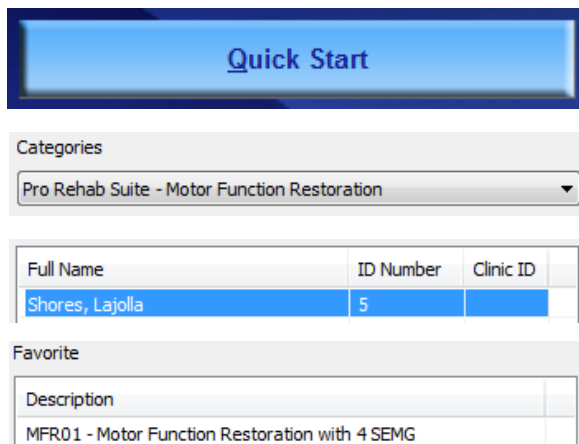 Quick Start
Categories
Pro Rehab Suite - Motor Function Restoration
Full Name ID Number Clinic ID
Shores, Lajolla 5
Favorite
Description
MFR01 - Motor Function Restoration with 4 SEMG